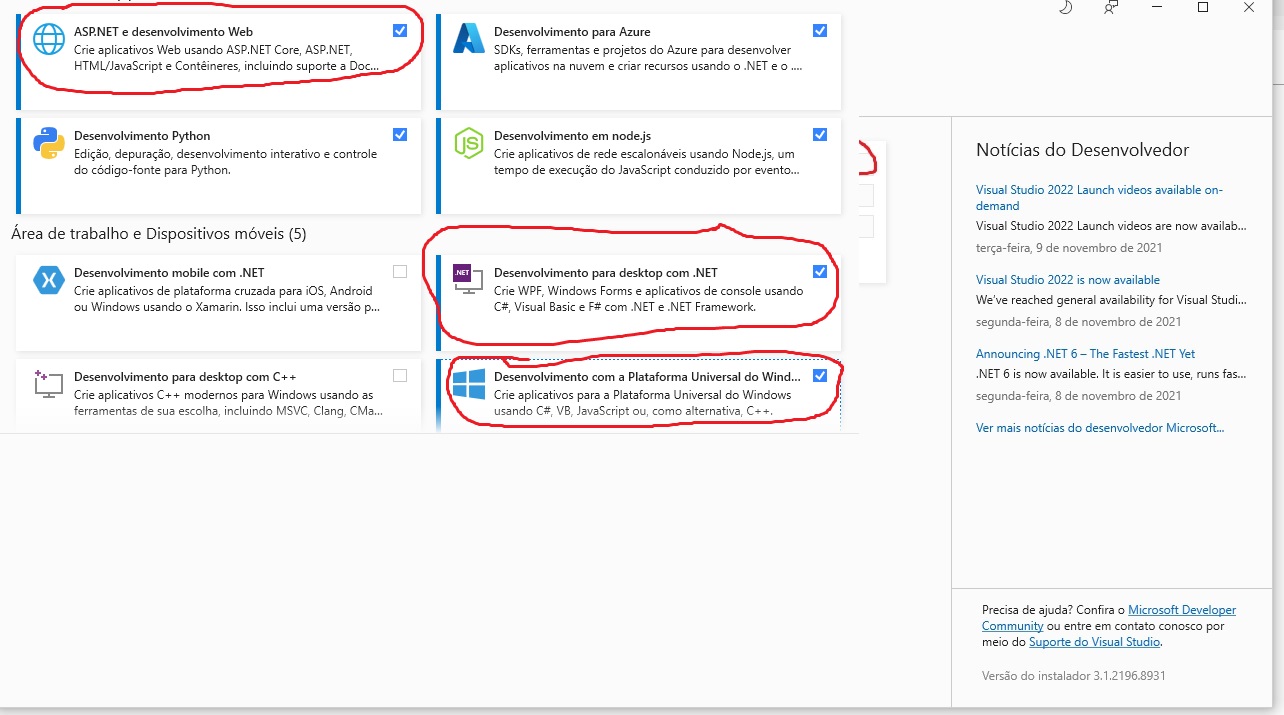 ASP.NET e desenvolvimento Web
Crie aplicativos Web usando ASP.NET Core, ASP.NET,
HTML/JavaScript e Contêineres, incluindo suporte a Doc...
Desenvolvimento para Azure
SDKs, ferramentas e projetos do Azure para desenvolver
aplicativos na nuvem e criar recursos usando o .NET e o ....
Desenvolvimento Python
Edição, depuração, desenvolvimento interativo e controle
do código-fonte para Python.
JS
Desenvolvimento em node.js
Crie aplicativos de rede escalonáveis usando Node.js, um
tempo de execução do JavaScript conduzido por evento...
Área de trabalho e Dispositivos móveis (5)
Desenvolvimento mobile com .NET
Crie aplicativos de plataforma cruzada para iOS, Android
ou Windows usando o Xamarin. Isso inclui uma versão p...
.NET
Desenvolvimento para desktop com .NET
Crie WPF, Windows Forms e aplicativos de console usando
C#, Visual Basic e F# com .NET e .NET Framework.
Desenvolvimento para desktop com C++
Crie aplicativos C++ modernos para Windows usando as
ferramentas de sua escolha, incluindo MSVC, Clang, CMa...
Desenvolvimento com a Plataforma Universal do Wind...
Crie aplicativos para a Plataforma Universal do Windows
usando C#, VB, JavaScript ou, como alternativa, C++.
Notícias do Desenvolvedor
Visual Studio 2022 Launch videos available on-
demand
Visual Studio 2022 Launch videos are now availab...
terça-feira, 9 de novembro de 2021
Visual Studio 2022 is now available
We've reached general availability for Visual Studi...
segunda-feira, 8 de novembro de 2021
Announcing .NET 6 – The Fastest .NET Yet
.NET 6 is now available. It is easier to use, runs fas...
segunda-feira, 8 de novembro de 2021
Ver mais notícias do desenvolvedor Microsoft...
Precisa de ajuda? Confira o Microsoft Developer
Community ou entre em contato conosco por
meio do Suporte do Visual Studio.
Versão do instalador 3.1.2196.8931